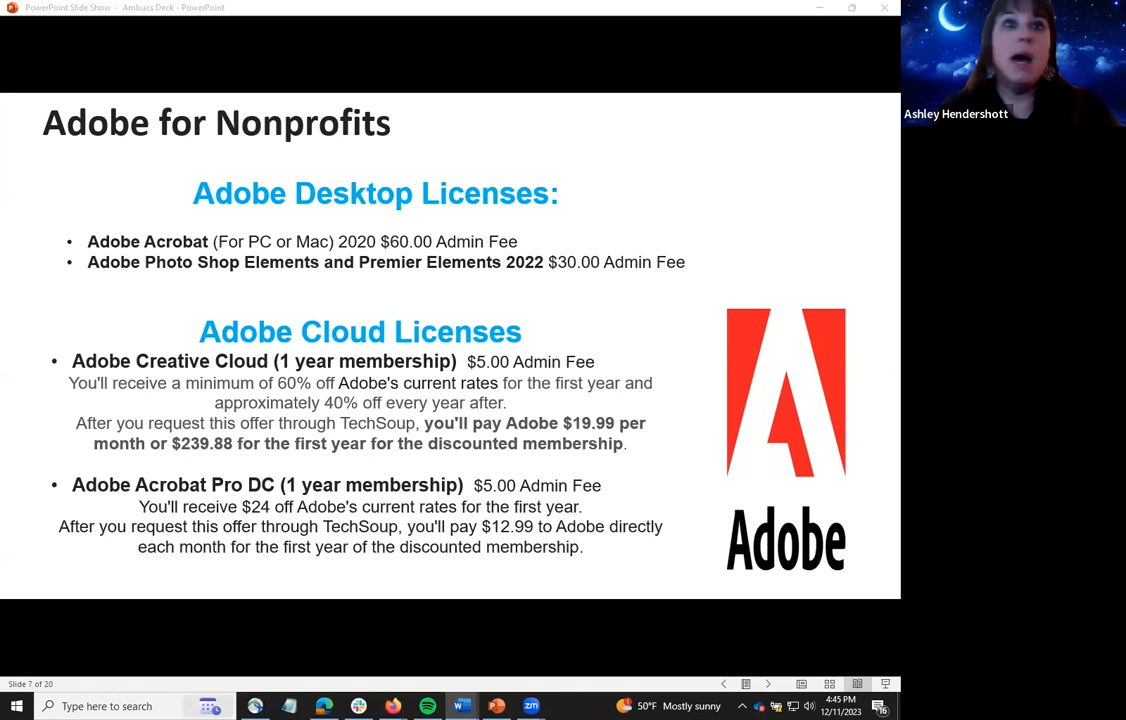 PowerPoint Slide Show - Ambucs Deck - PowerPoint
Ashley Hendershott
Adobe for Nonprofits
Adobe Desktop Licenses:
• Adobe Acrobat (For PC or Mac) 2020 $60.00 Admin Fee
• Adobe Photo Shop Elements and Premier Elements 2022 $30.00 Admin Fee
Adobe Cloud Licenses
• Adobe Creative Cloud (1 year membership) $5.00 Admin Fee
You'll receive a minimum of 60% off Adobe's current rates for the first year and
approximately 40% off every year after.
After you request this offer through TechSoup, you'll pay Adobe $19.99 per
month or $239.88 for the first year for the discounted membership.
• Adobe Acrobat Pro DC (1 year membership) $5.00 Admin Fee
You'll receive $24 off Adobe's current rates for the first year.
After you request this offer through TechSoup, you'll pay $12.99 to Adobe directly
each month for the first year of the discounted membership.
Adobe
Slide 7 of 20
Type here to search
zm
50°F Mostly sunny
4:45 PM
12/11/2023
16